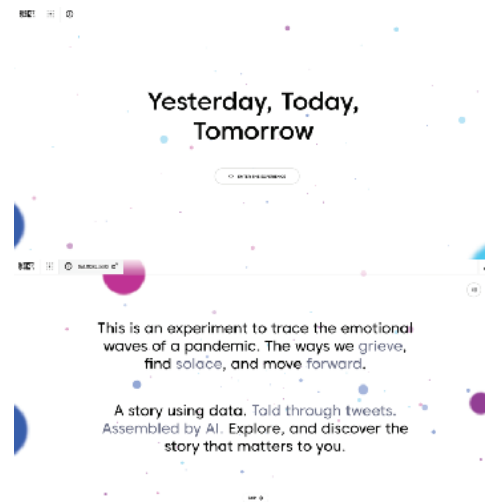 Yesterday, Today,
Tomorrow
This is an experiment to trace the emotional
waves of a pandemic. The ways we grieve,
find solace, and move forward.
A story using data. Told through tweets.
Assembled by AI. Explore, and discover the
story that matters to you.